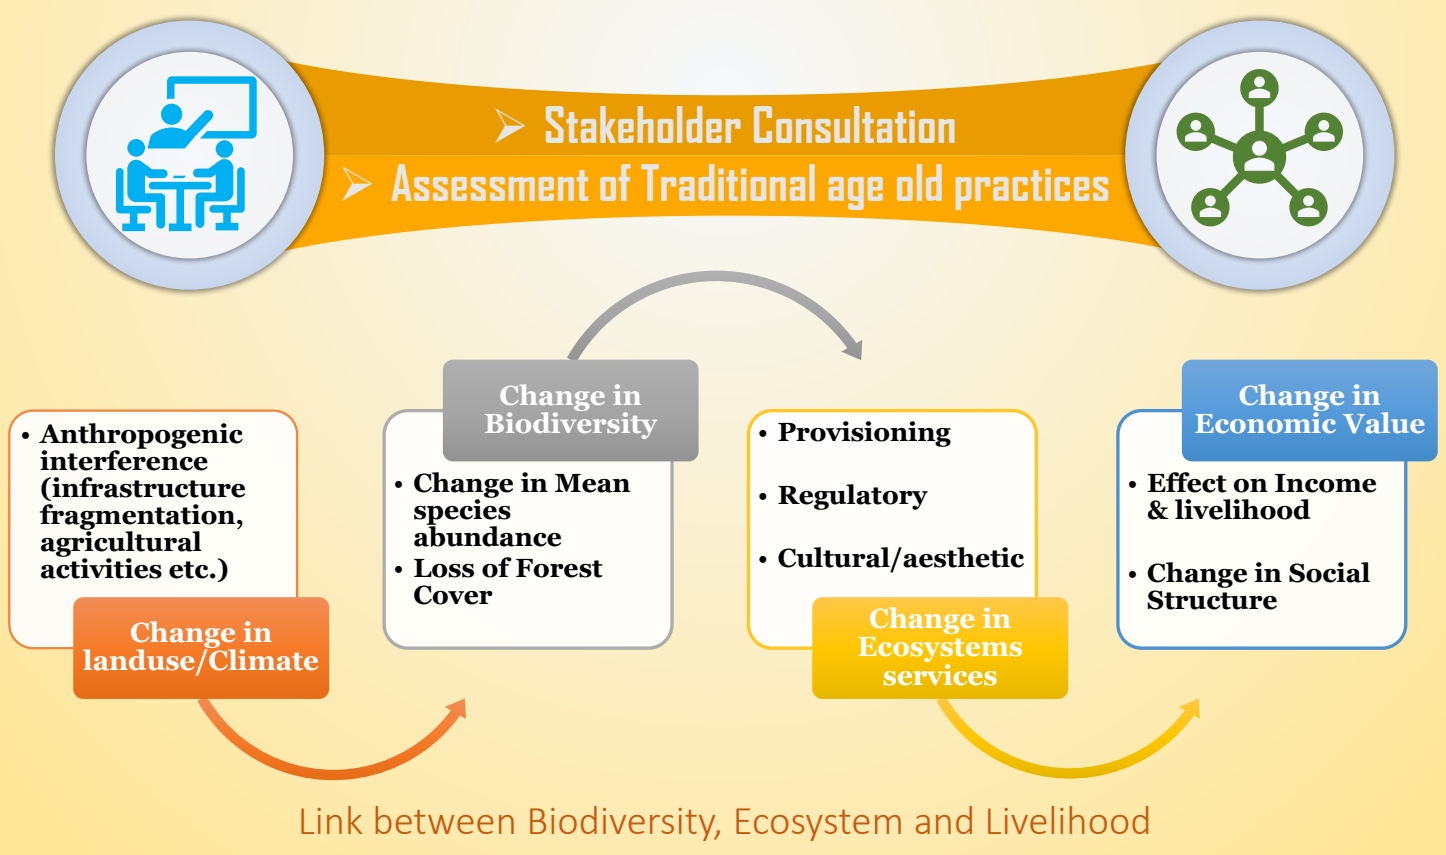 ➢ Stakeholder Consultation
➢ Assessment of Traditional age old practices
• Anthropogenic
interference
(infrastructure
fragmentation,
agricultural
activities etc.)
Change in
landuse/Climate
Change in
Biodiversity
• Change in Mean
species
abundance
• Loss of Forest
Cover
• Provisioning
• Regulatory
• Cultural/aesthetic
Change in
Ecosystems
services
Change in
Economic Value
• Effect on Income
& livelihood
• Change in Social
Structure
Link between Biodiversity, Ecosystem and Livelihood